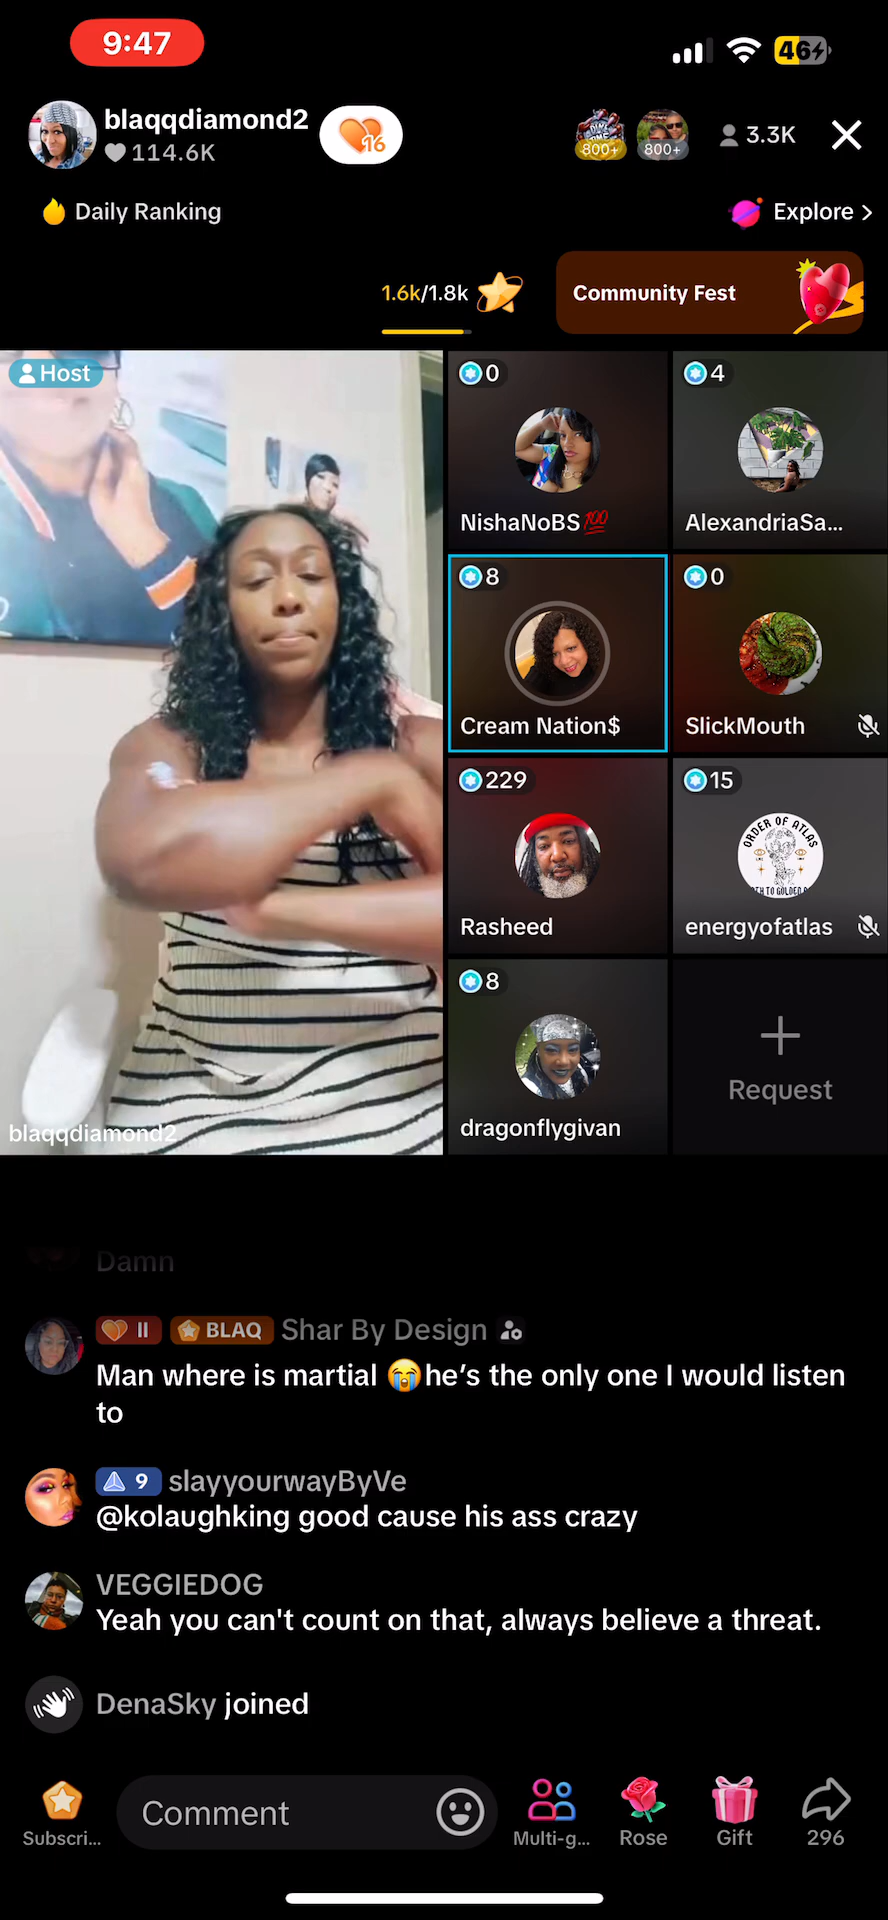 9:47
46
blaqqdiamond2
114.6K
16
800+
800+
3.3K
Daily Ranking
Explore >
1.6k/1.8k
Community Fest
Host
0
4
NishaNoBS💯
AlexandriaSa...
8
0
Cream Nation$
SlickMouth
229
15
ORDER OF ATLAS
Rasheed
energyofatlas
8
Request
dragonflygivan
blaqqdiamond2
Damn
II BLAQ Shar By Design
Man where is martial 😭he's the only one I would listen
to
9 slayyourwayByVe
@kolaughking good cause his ass crazy
VEGGIEDOG
Yeah you can't count on that, always believe a threat.
DenaSky joined
Comment
Subscri...
Multi-g...
Rose
Gift
296